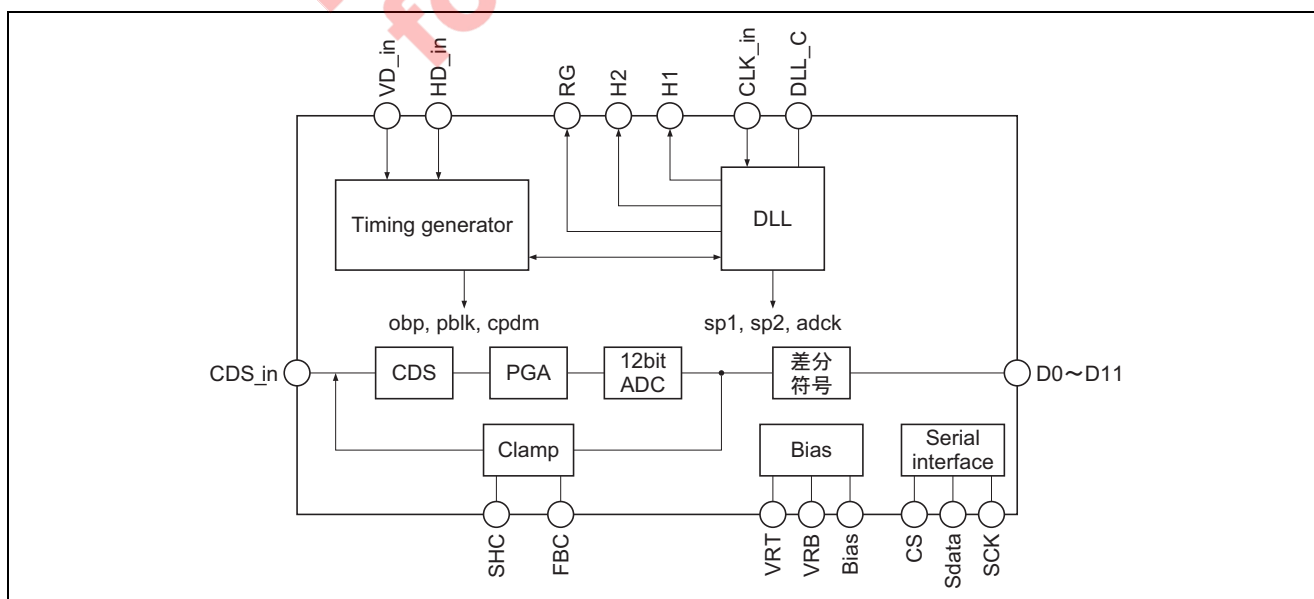 fo
VD_in
HD_in
RG
H2
H1
CLK_in
DLL_C
Timing generator
DLL
obp, pblk, cpdm
sp1, sp2, adck
CDS_in
CDS
PGA
12bit
ADC
差分
符号
D0～D11
Clamp
Bias
Serial
interface
SHC
FBC
VRT
VRB
Bias
CS
Sdata
SCK